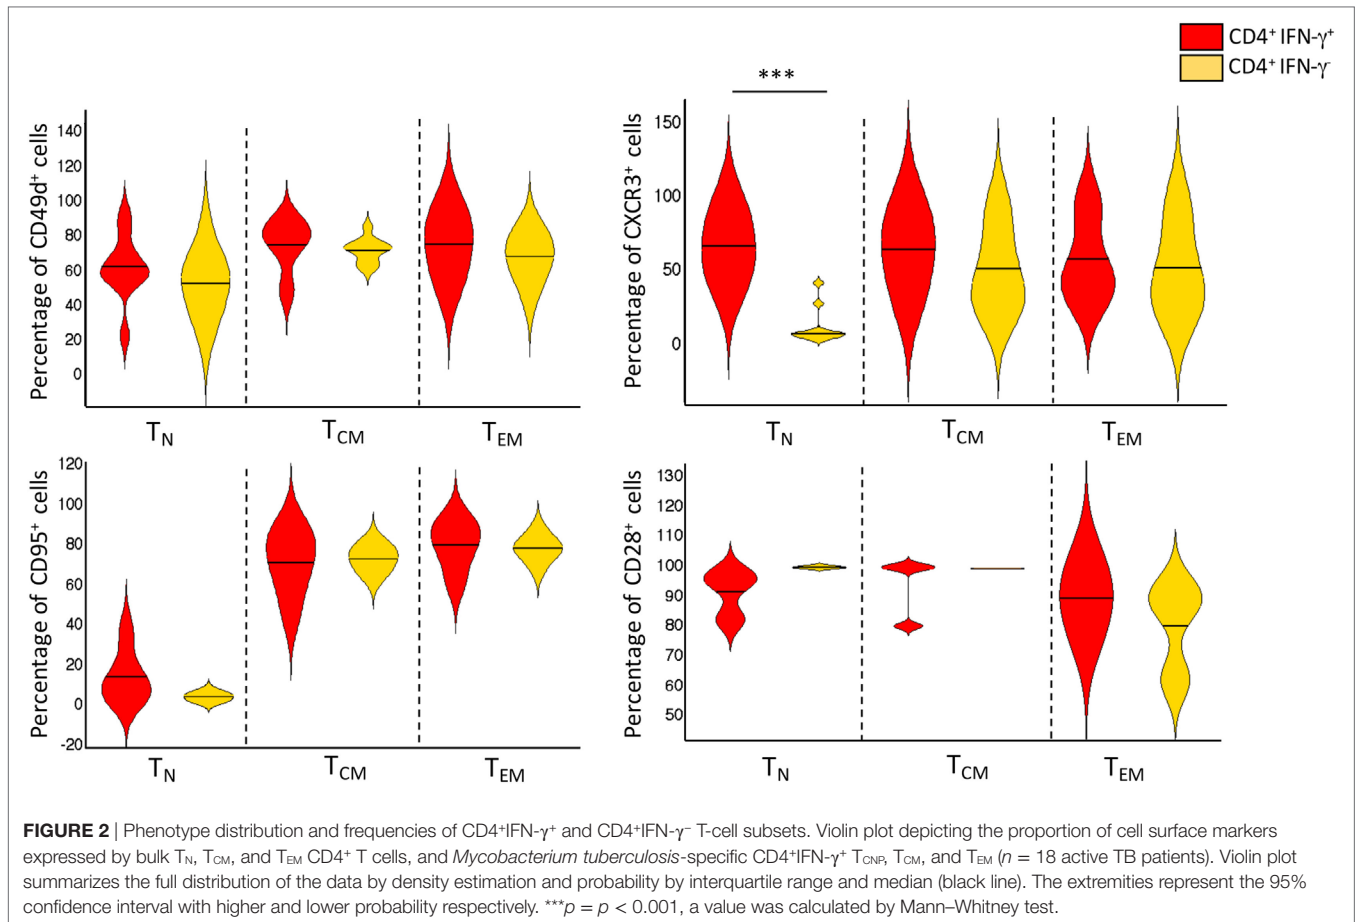 CD4⁺ IFN-γ⁺
CD4⁺ IFN-γ⁻
***
Percentage of CD49d⁺ cells
140
120
100
80
60
40
20
0
T_N
T_CM
T_EM
Percentage of CXCR3⁺ cells
150
100
50
0
T_N
T_CM
T_EM
Percentage of CD95⁺ cells
120
100
80
60
40
20
0
-20
T_N
T_CM
T_EM
Percentage of CD28⁺ cells
130
120
110
100
90
80
70
60
50
T_N
T_CM
T_EM
FIGURE 2 | Phenotype distribution and frequencies of CD4⁺IFN-γ⁺ and CD4⁺IFN-γ⁻ T-cell subsets. Violin plot depicting the proportion of cell surface markers
expressed by bulk T_N, T_CM, and T_EM CD4⁺ T cells, and Mycobacterium tuberculosis-specific CD4⁺IFN-γ⁺ T_CNP, T_CM, and T_EM (n = 18 active TB patients). Violin plot
summarizes the full distribution of the data by density estimation and probability by interquartile range and median (black line). The extremities represent the 95%
confidence interval with higher and lower probability respectively. ***p = p < 0.001, a value was calculated by Mann–Whitney test.